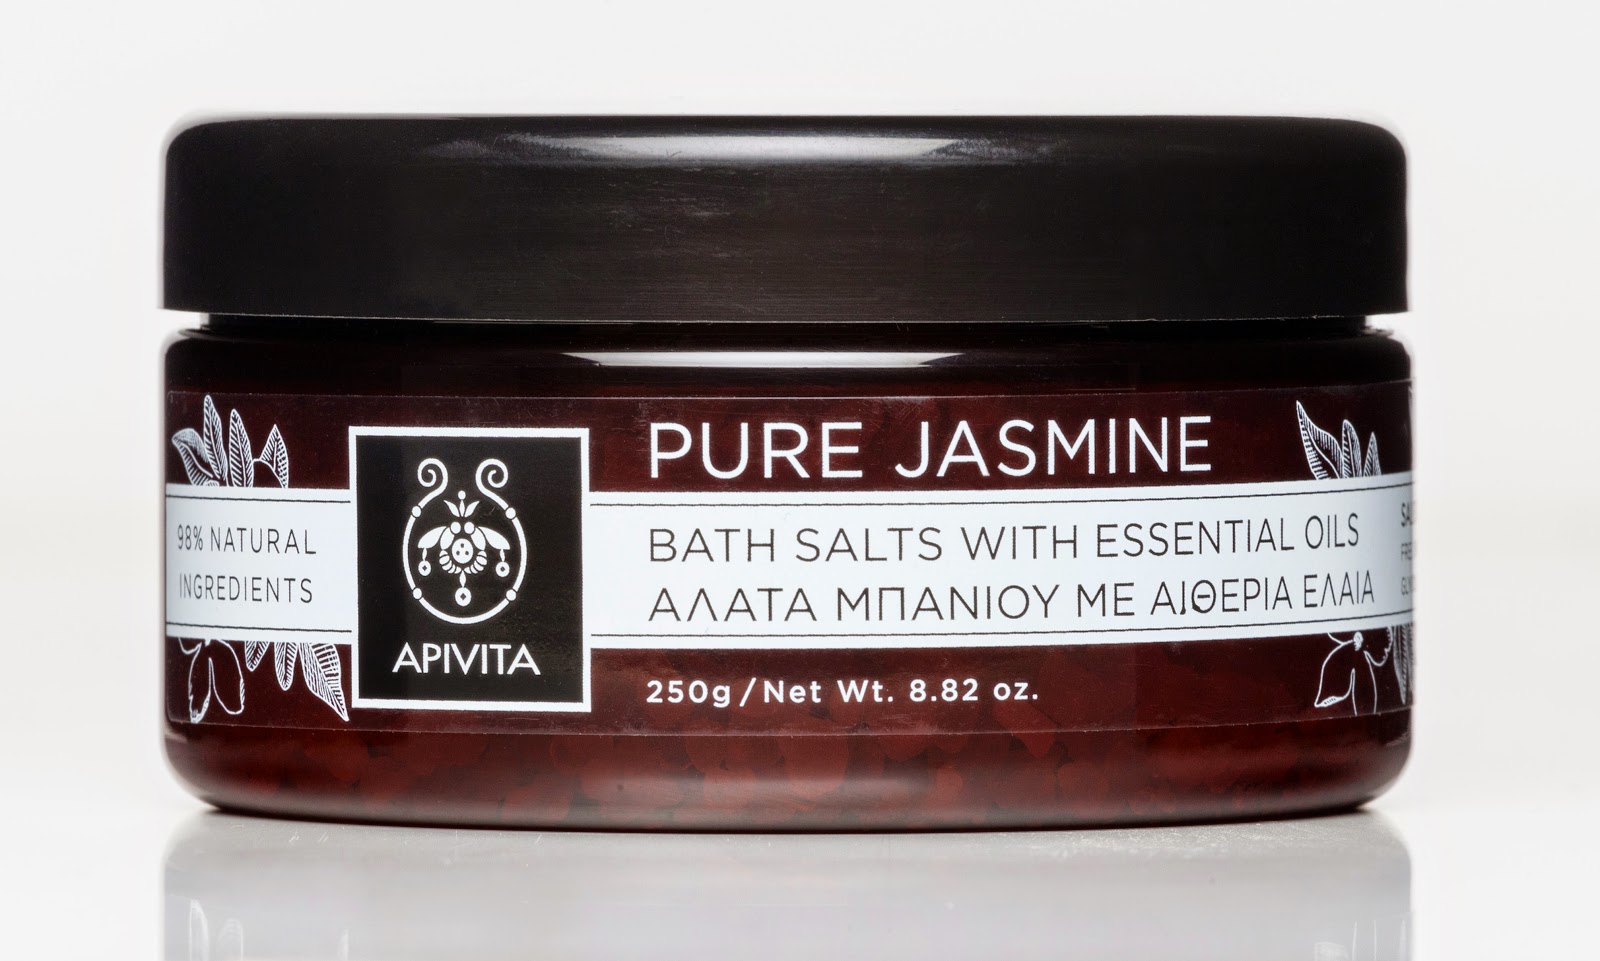 98% NATURAL
INGREDIENTS
APIVITA
PURE JASMINE
BATH SALTS WITH ESSENTIAL OILS
ΑΛΑΤΑ ΜΠΑΝΙΟΥ ΜΕ ΑΙΘΕΡΙΑ ΕΛΑΙΑ
250g/Net Wt. 8.82 oz.